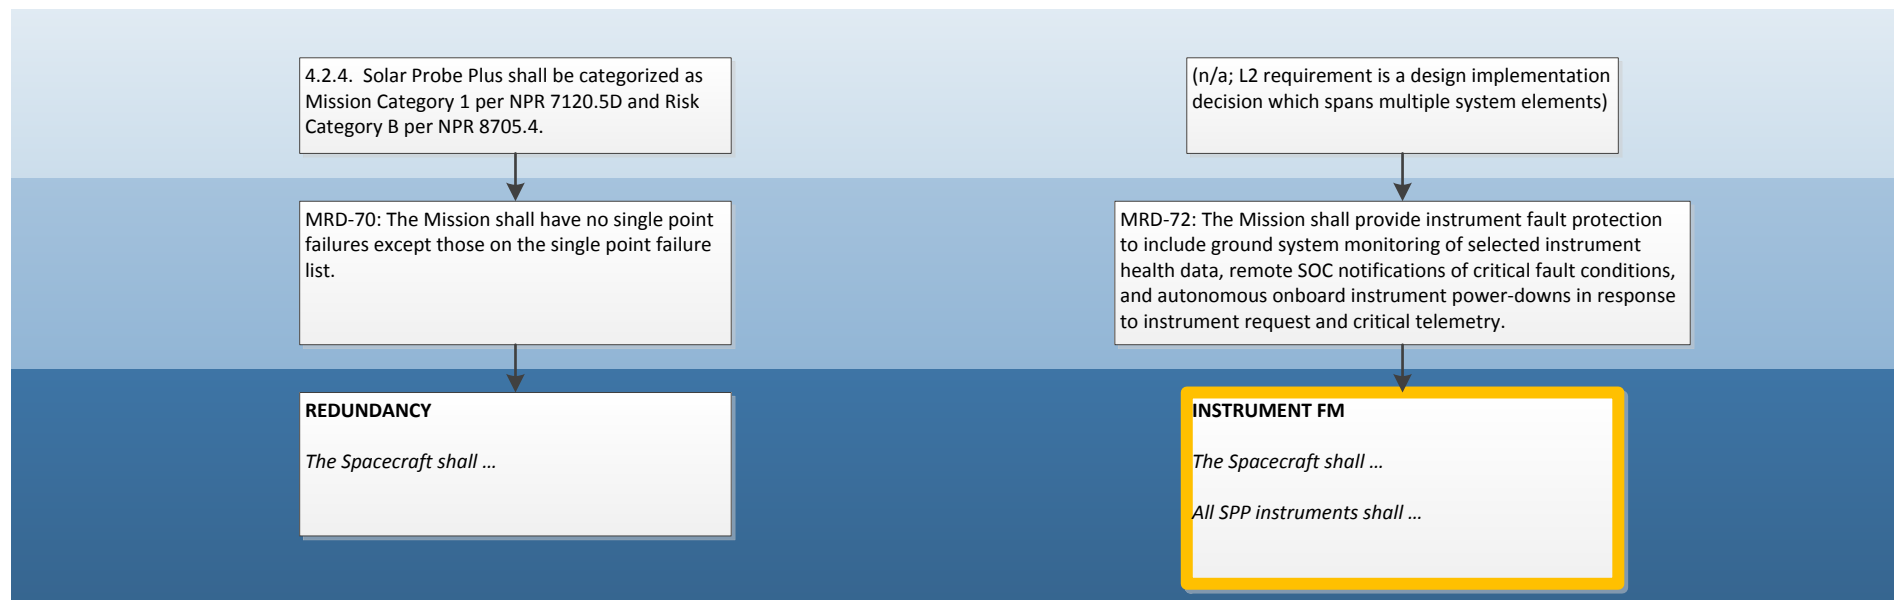 4.2.4.  Solar Probe Plus shall be categorized as
Mission Category 1 per NPR 7120.5D and Risk
Category B per NPR 8705.4.
(n/a; L2 requirement is a design implementation
decision which spans multiple system elements)
MRD-70: The Mission shall have no single point
failures except those on the single point failure
list.
MRD-72: The Mission shall provide instrument fault protection
to include ground system monitoring of selected instrument
health data, remote SOC notifications of critical fault conditions,
and autonomous onboard instrument power-downs in response
to instrument request and critical telemetry.
REDUNDANCY
The Spacecraft shall …
INSTRUMENT FM
The Spacecraft shall …
All SPP instruments shall …